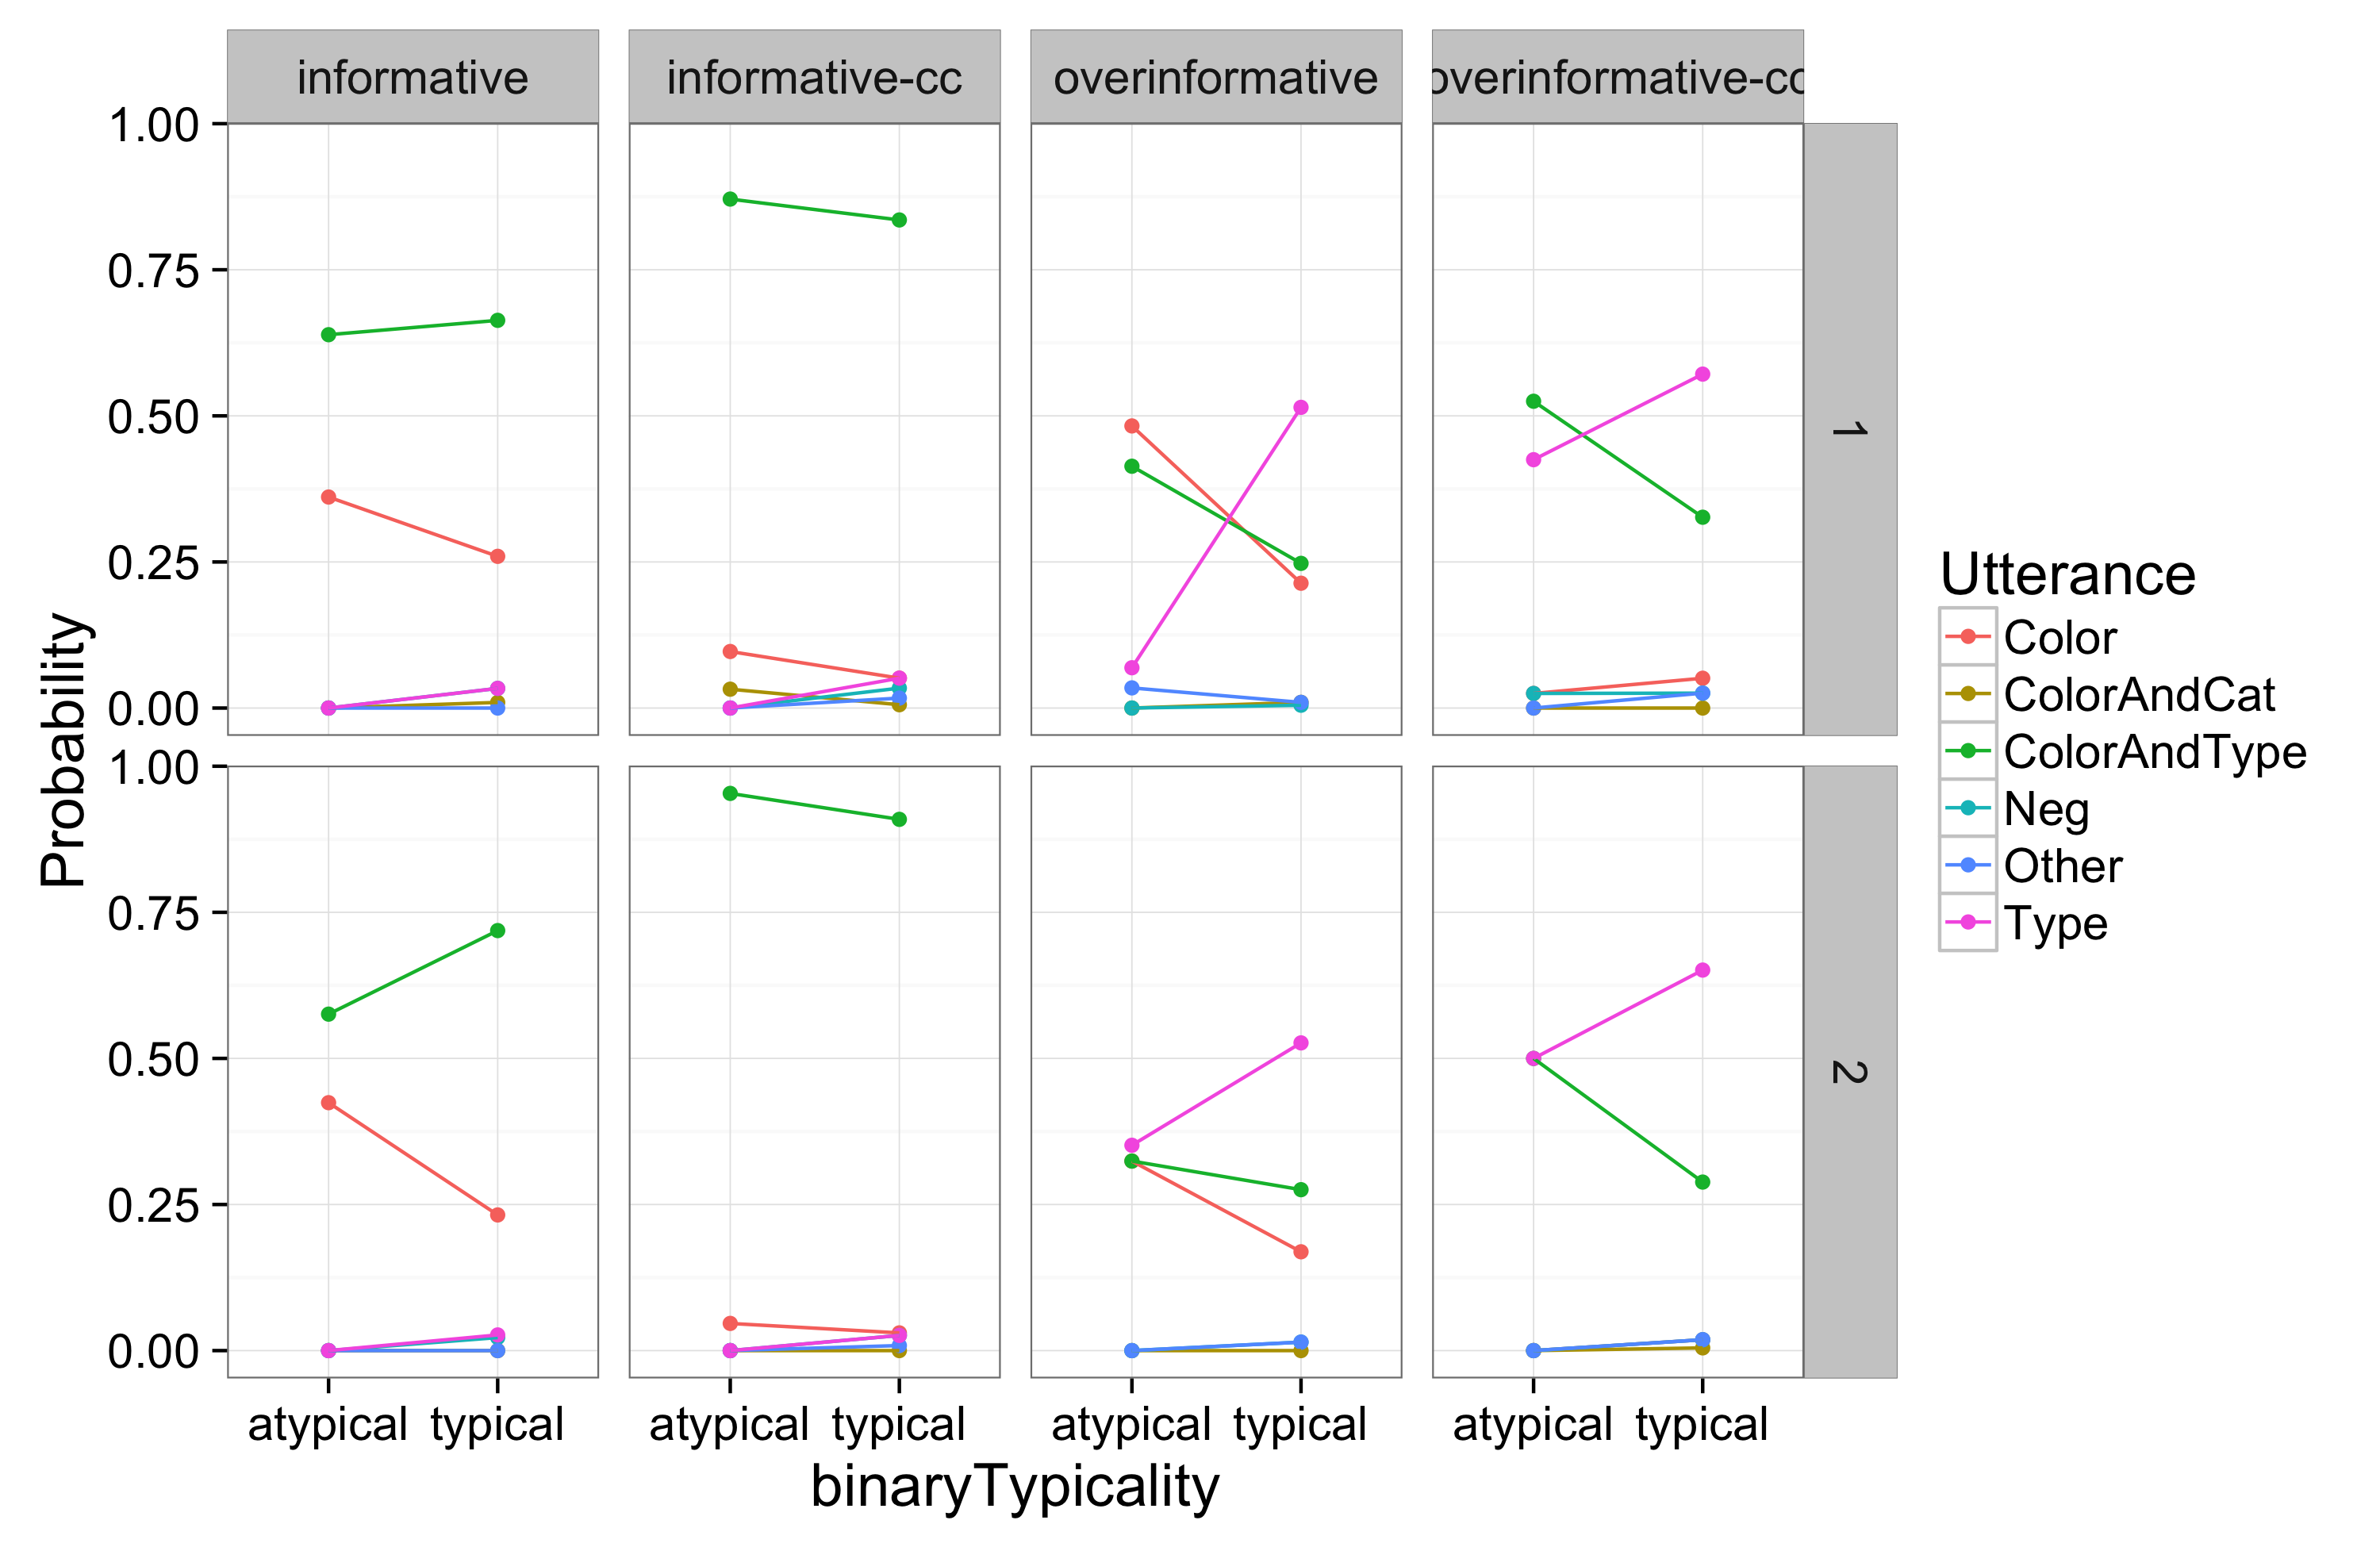 informative informative-cc overinformative overinformative-cc
1.00
0.75
0.50
0.25
0.00
1
1.00
0.75
0.50
0.25
0.00
2
Probability
atypical typical atypical typical atypical typical atypical typical
binaryTypicality
Utterance
Color
ColorAndCat
ColorAndType
Neg
Other
Type